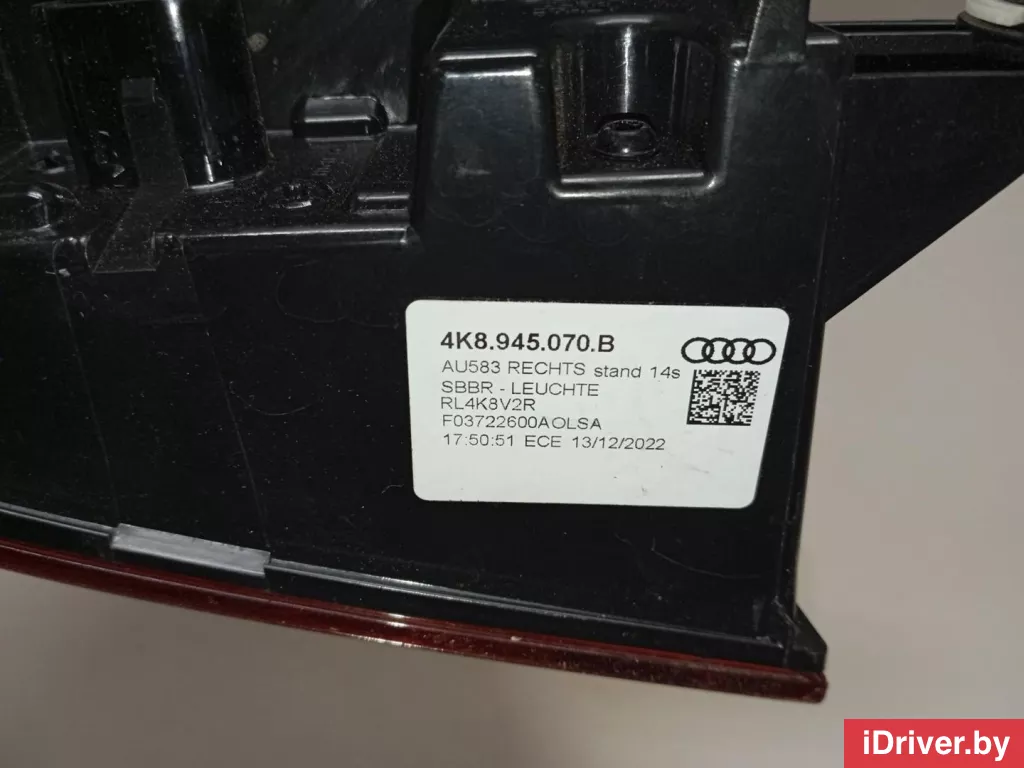 4K8.945.070.B
AU583 RECHTS stand 14s
SBBR - LEUCHTE
RL4K8V2R
F03722600AOLSA
17:50:51 ECE 13/12/2022
iDriver.by